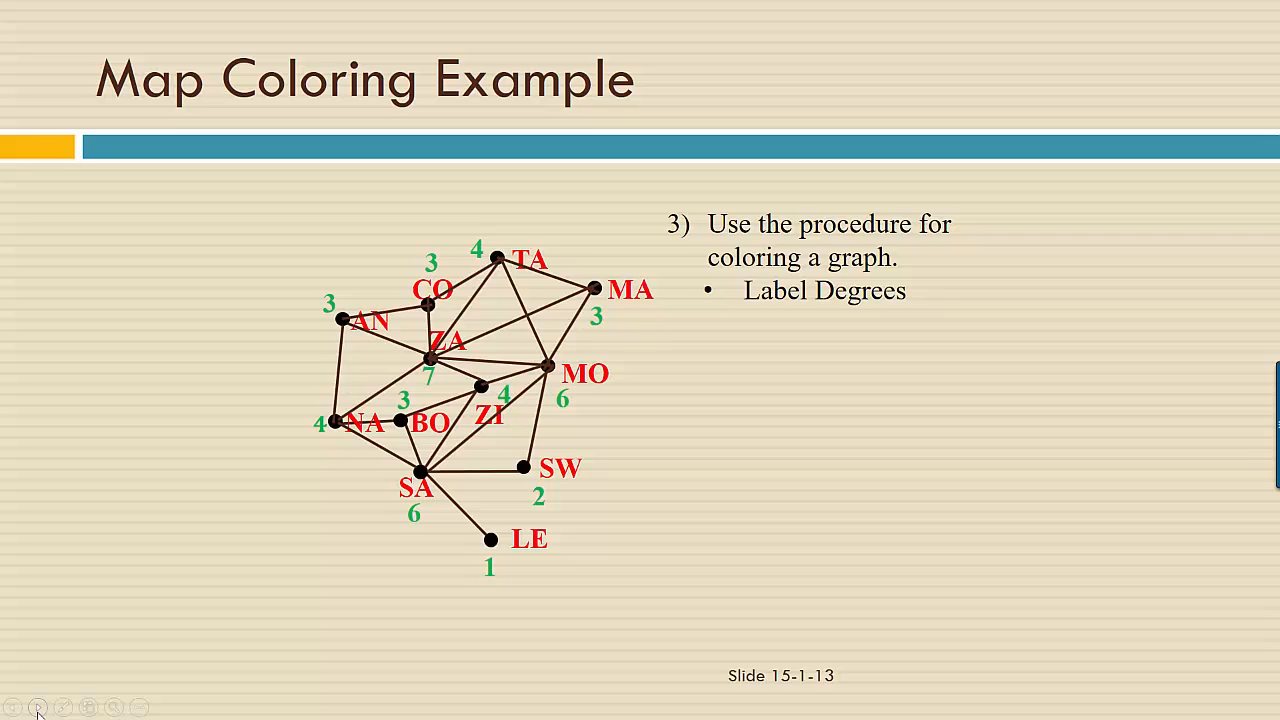 Map Coloring Example
3) Use the procedure for
coloring a graph.
• Label Degrees
4 TA
3
CO
MA
3
3
AN
ZA
7
MO
6
4
ZI
3
BO
4 NA
SW
2
SA
6
LE
1
Slide 15-1-13